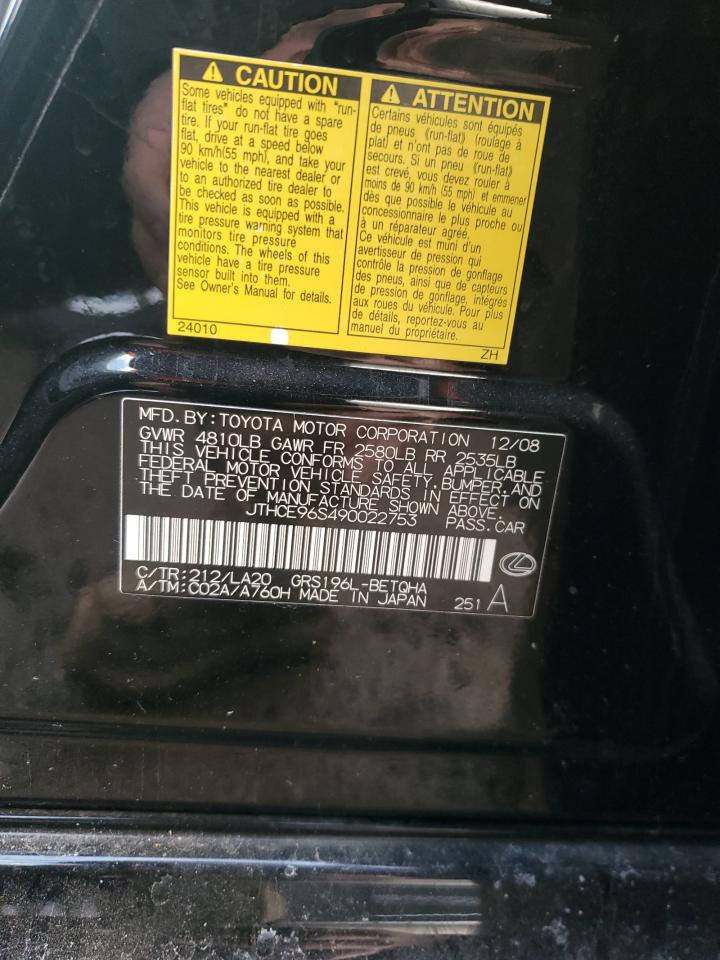 CAUTION
Some vehicles equipped with "run-
flat tires" do not have a spare
tire. If your run-flat tire goes
flat, drive at a speed below
90 km/h(55 mph), and take your
vehicle to the nearest dealer or
to an authorized tire dealer to
be checked as soon as possible.
This vehicle is equipped with a
tire pressure warning system that
monitors tire pressure
conditions. The wheels of this
vehicle have a tire pressure
sensor built into them.
See Owner's Manual for details.
24010
ATTENTION
Certains véhicules sont équipés
de pneus 《run-flat》 (roulage à
plat) et n'ont pas de roue de
secours. Si un pneu 《run-flat》
est crevé, vous devez rouler à
moins de 90 km/h (55 mph) et emmener
dès que possible le véhicule au
concessionnaire le plus proche ou
à un réparateur agréé.
Ce véhicule est muni d'un
avertisseur de pression qui
contrôle la pression de gonflage
des pneus, ainsi que de capteurs
de pression de gonflage, intégrés
aux roues du véhicule. Pour plus
de détails, reportez-vous au
manuel du propriétaire.
ZH
MFD.BY:TOYOTA MOTOR CORPORATION 12/08
GVWR 4810LB GAWR FR 2580LB RR 2535LB
THIS VEHICLE CONFORMS TO ALL APPLICABLE
FEDERAL MOTOR VEHICLE SAFETY,BUMPER,AND
THEFT PREVENTION STANDARDS IN EFFECT ON
THE DATE OF MANUFACTURE SHOWN ABOVE.
JTHCE96S490022753 PASS.CAR
C/TR:212/LA20 GRS196L-BETQHA
A/TM:C02A/A760H MADE IN JAPAN 251 A